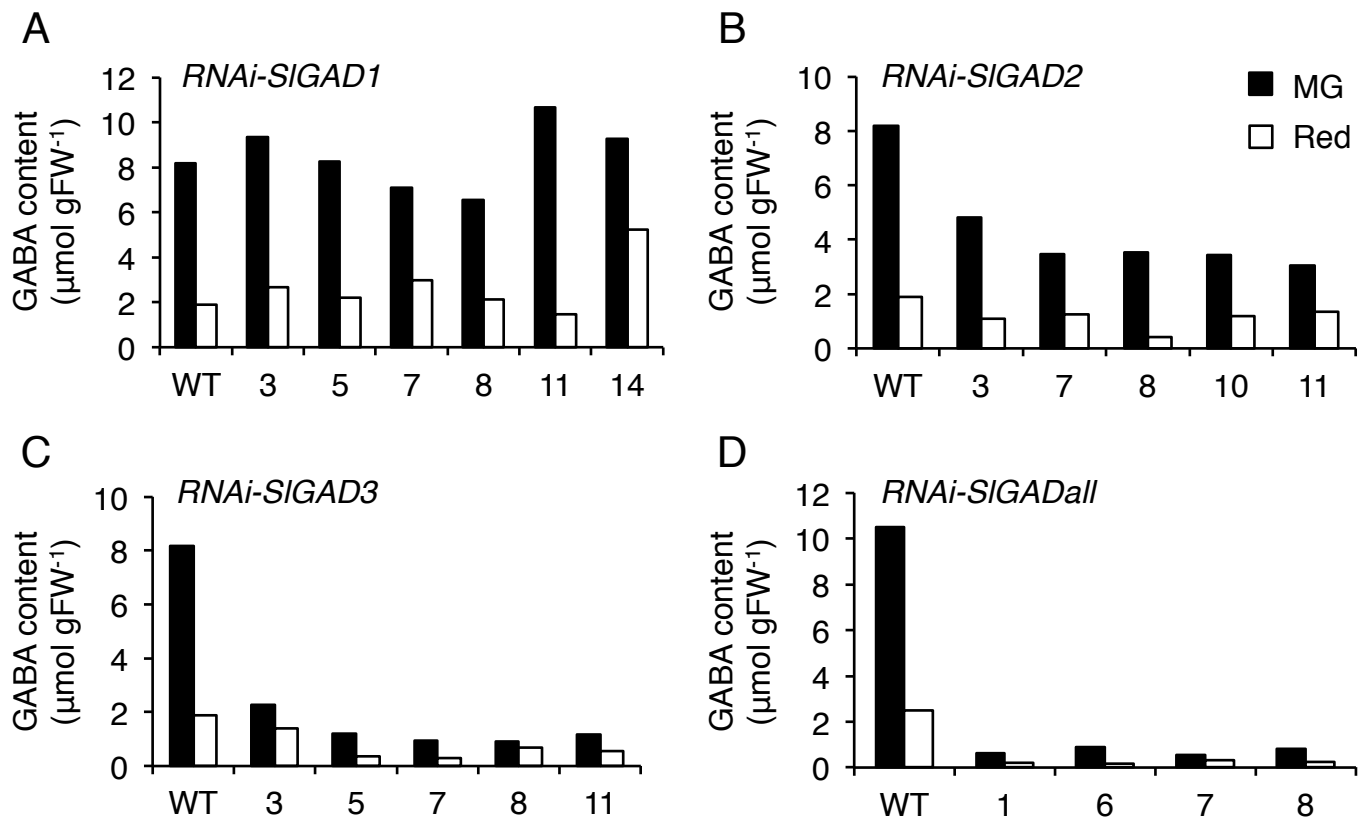 A
RNAi-SlGAD1
GABA content
(µmol gFW-1)
12
10
8
6
4
2
0
WT 3 5 7 8 11 14
B
RNAi-SlGAD2
MG
Red
GABA content
(µmol gFW-1)
10
8
6
4
2
0
WT 3 7 8 10 11
C
RNAi-SlGAD3
GABA content
(µmol gFW-1)
10
8
6
4
2
0
WT 3 5 7 8 11
D
RNAi-SlGADall
GABA content
(µmol gFW-1)
12
10
8
6
4
2
0
WT 1 6 7 8